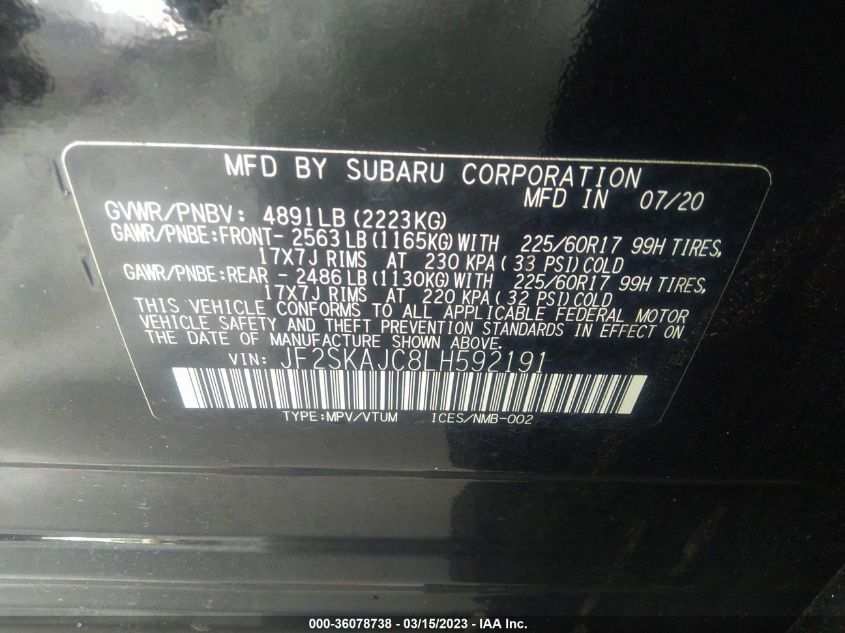 MFD BY SUBARU CORPORATION
MFD IN 07/20
GVWR/PNBV: 4891LB(2223KG)
GAWR/PNBE:FRONT- 2563LB(1165KG)WITH 225/60R17 99H TIRES,
17X7J RIMS AT 230 KPA( 33 PSI)COLD
GAWR/PNBE:REAR - 2486LB(1130KG)WITH 225/60R17 99H TIRES,
17X7J RIMS AT 220 KPA( 32 PSI)COLD
THIS VEHICLE CONFORMS TO ALL APPLICABLE FEDERAL MOTOR
VEHICLE SAFETY AND THEFT PREVENTION STANDARDS IN EFFECT ON
THE DATE OF MANUFACTURE SHOWN ABOVE.
VIN: JF2SKAJC8LH592191
TYPE:MPV/VTUM ICES/NMB-002
000-36078738 - 03/15/2023 - IAA Inc.